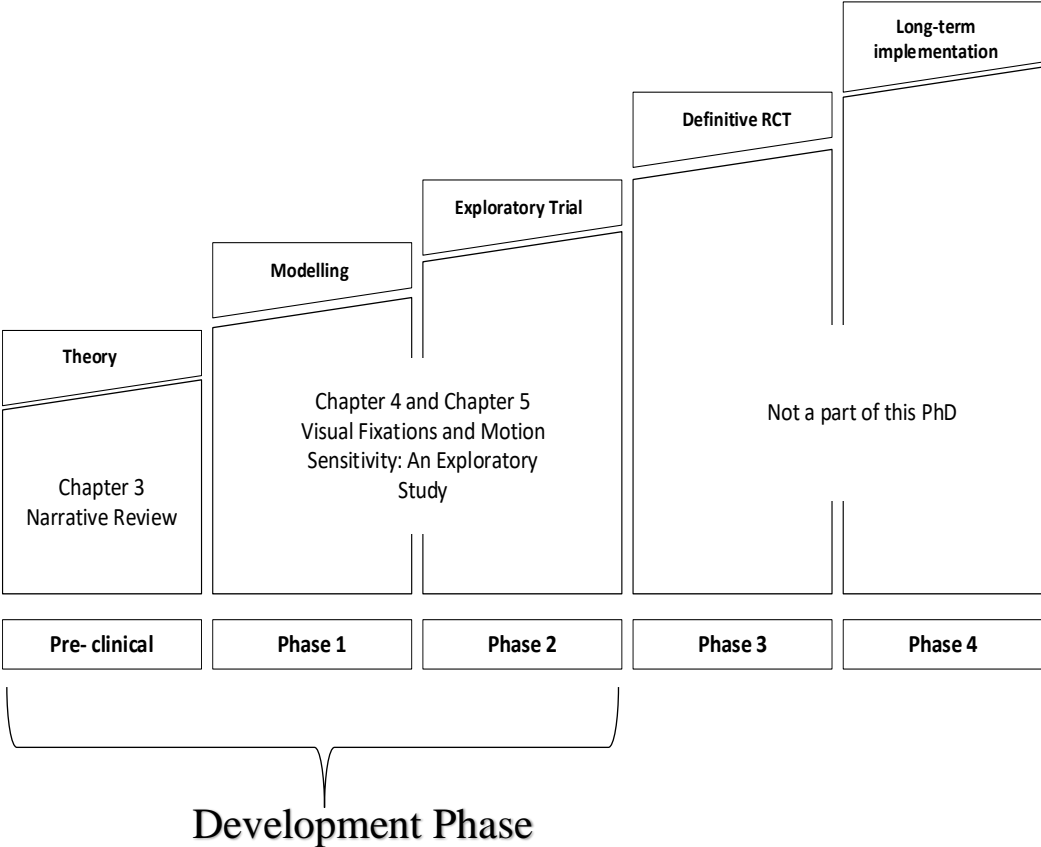 Long-term
implementation
Definitive RCT
Exploratory Trial
Modelling
Theory
Chapter 3
Narrative Review
Chapter 4 and Chapter 5
Visual Fixations and Motion
Sensitivity: An Exploratory
Study
Not a part of this PhD
Pre- clinical
Phase 1
Phase 2
Phase 3
Phase 4
Development Phase